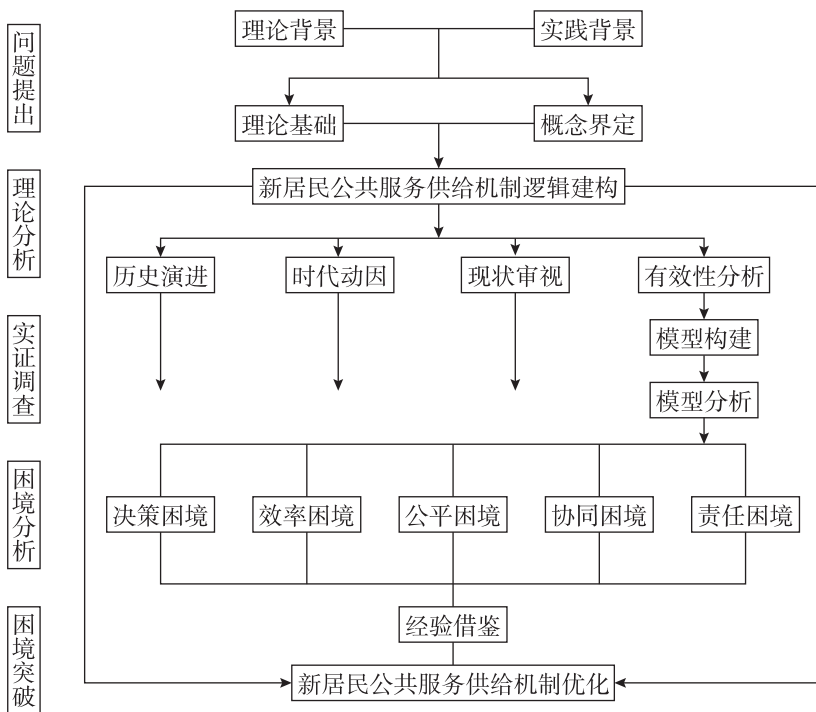 问题提出
理论背景
实践背景
理论基础
概念界定
理论分析
新居民公共服务供给机制逻辑建构
历史演进
时代动因
现状审视
有效性分析
实证调查
模型构建
模型分析
困境分析
决策困境
效率困境
公平困境
协同困境
责任困境
困境突破
经验借鉴
新居民公共服务供给机制优化